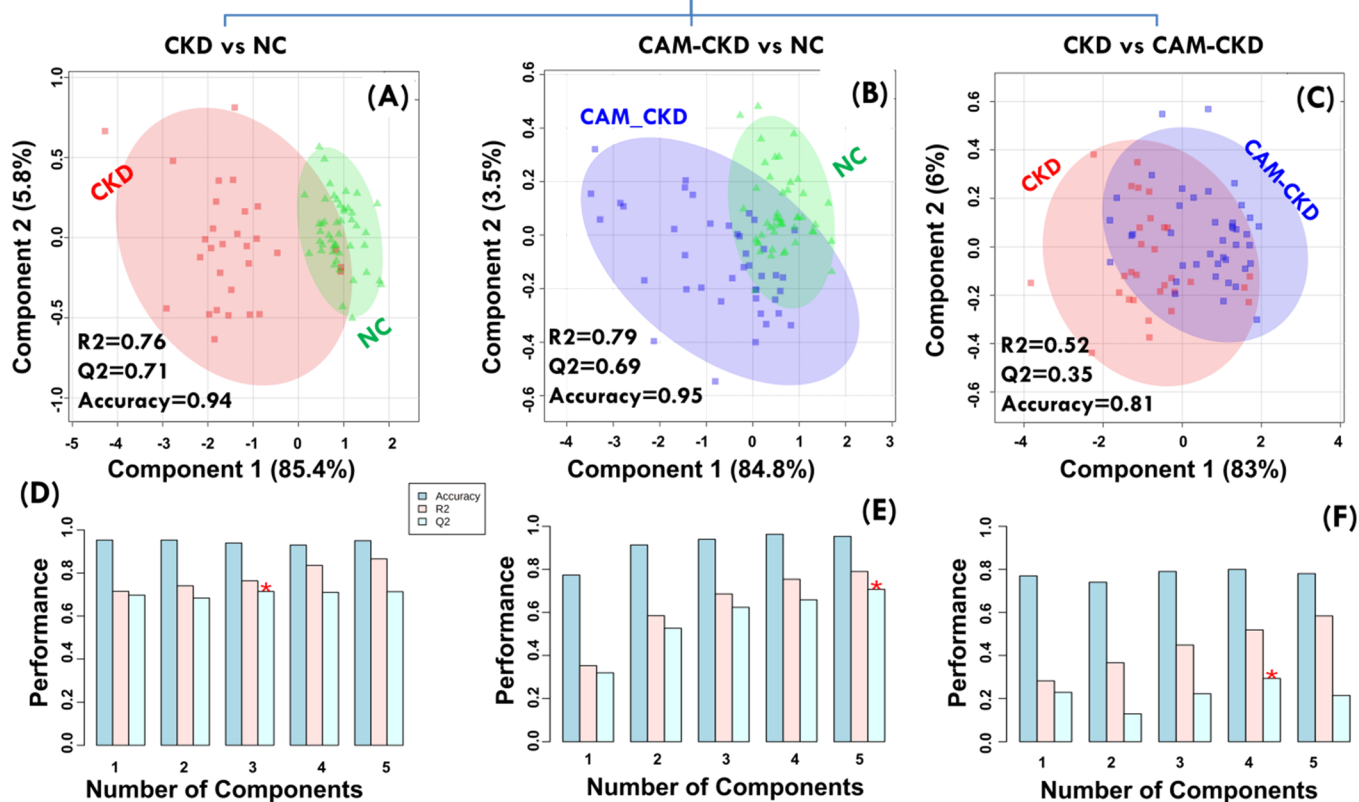 CKD vs NC
CAM-CKD vs NC
CKD vs CAM-CKD
(A)
CKD
NC
R2=0.76
Q2=0.71
Accuracy=0.94
1.0
0.5
0.0
-0.5
-1.0
Component 2 (5.8%)
-5 -4 -3 -2 -1 0 1 2
Component 1 (85.4%)
(B)
CAM_CKD
NC
R2=0.79
Q2=0.69
Accuracy=0.95
0.6
0.4
0.2
0.0
-0.2
-0.4
-0.6
Component 2 (3.5%)
-4 -3 -2 -1 0 1 2 3
Component 1 (84.8%)
(C)
CKD
CAM-CKD
R2=0.52
Q2=0.35
Accuracy=0.81
0.6
0.4
0.2
0.0
-0.2
-0.4
-0.6
Component 2 (6%)
-4 -2 0 2 4
Component 1 (83%)
(D)
Accuracy
R2
Q2
1.0
0.8
0.6
0.4
0.2
0.0
Performance
*
1 2 3 4 5
Number of Components
(E)
1.0
0.8
0.6
0.4
0.2
0.0
Performance
*
1 2 3 4 5
Number of Components
(F)
1.0
0.8
0.6
0.4
0.2
0.0
Performance
*
1 2 3 4 5
Number of Components